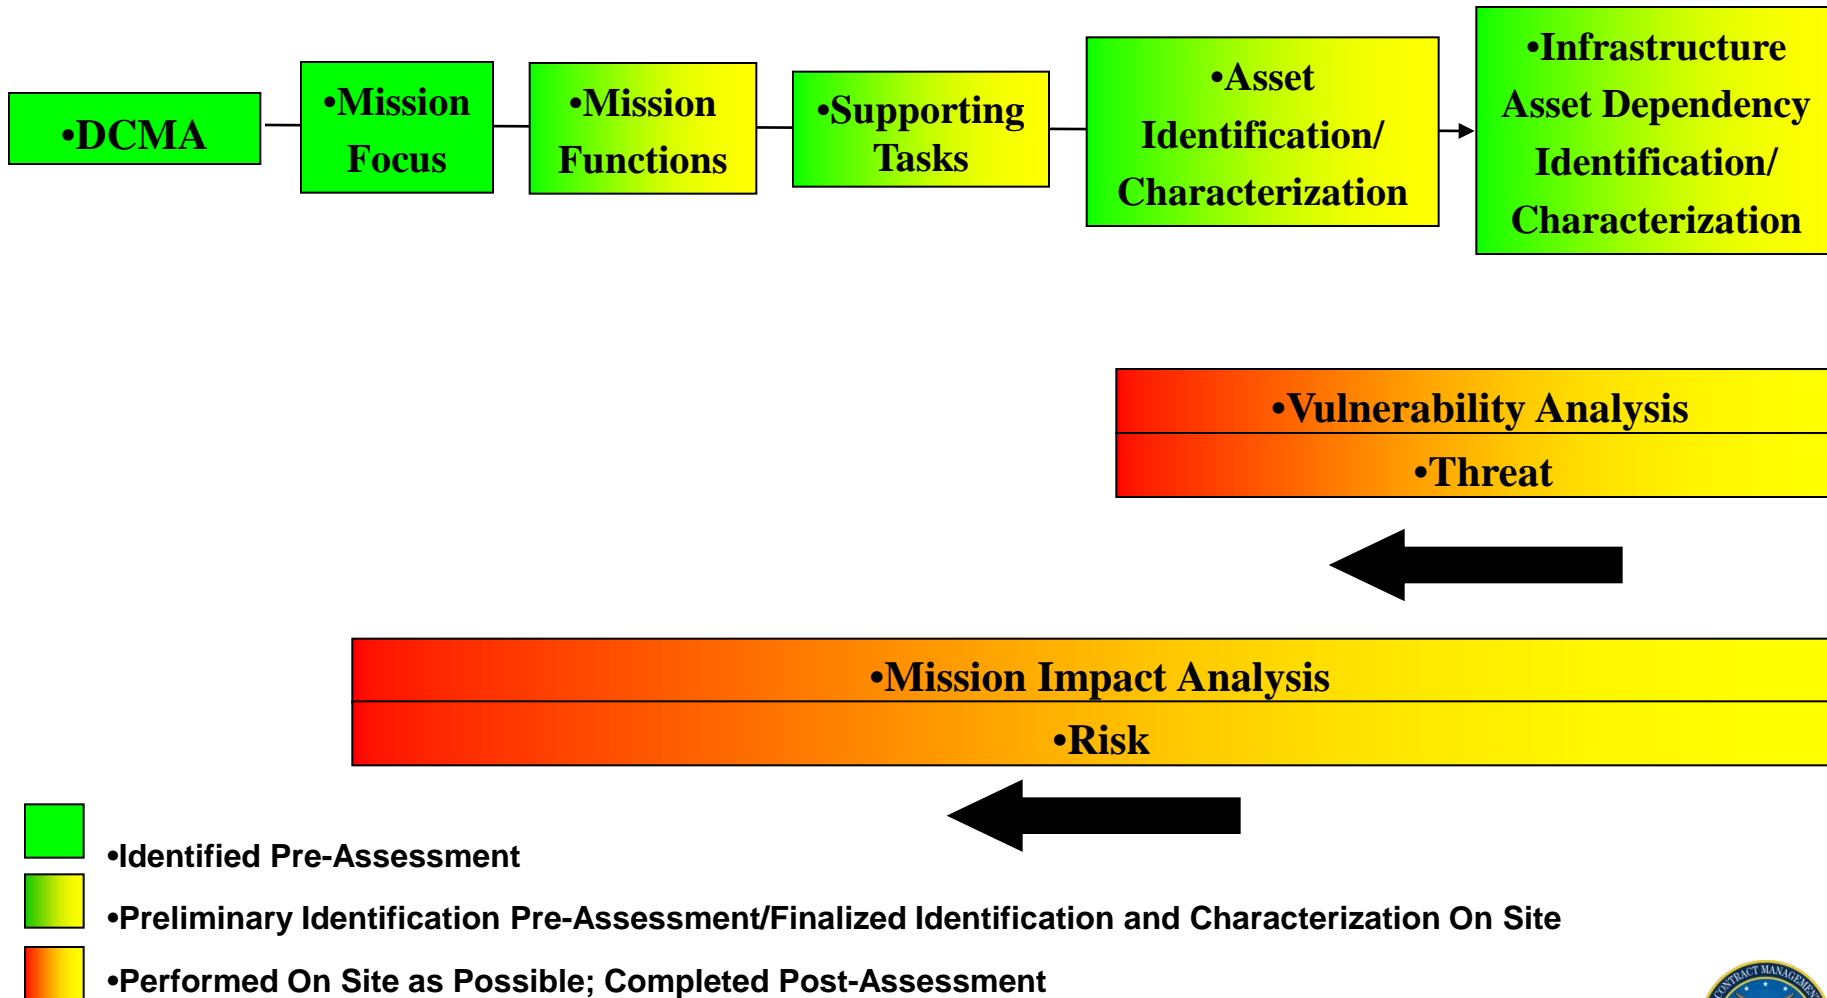 •DCMA
•Mission
Focus
•Mission
Functions
•Supporting
Tasks
•Asset
Identification/
Characterization
•Infrastructure
Asset Dependency
Identification/
Characterization
•Vulnerability Analysis
•Threat
•Mission Impact Analysis
•Risk
•Identified Pre-Assessment
•Preliminary Identification Pre-Assessment/Finalized Identification and Characterization On Site
•Performed On Site as Possible; Completed Post-Assessment
CONTRACT MANAGEMENT